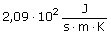 2,09 · 10² J / (s · m · K)